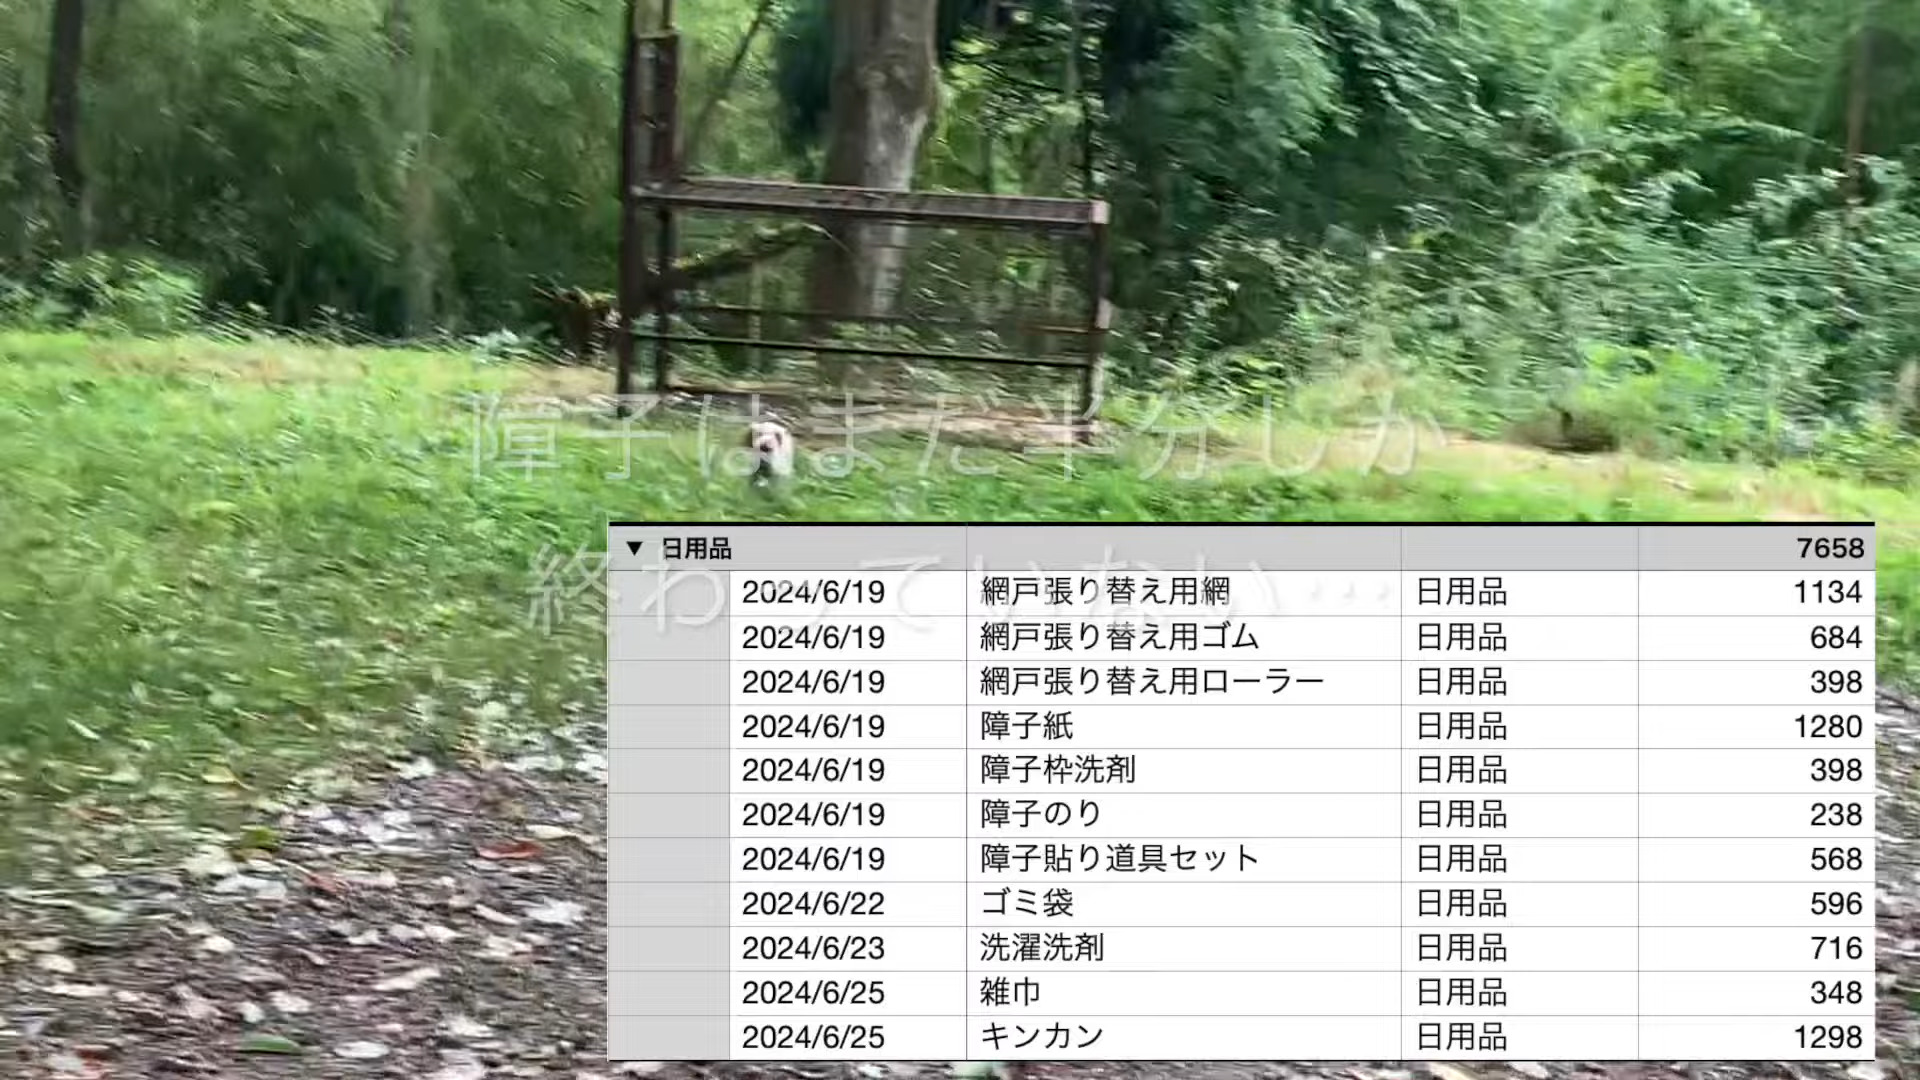 障子はまだ半分しか
終わっていない…
▼ 日用品 7658
2024/6/19 網戸張り替え用網 日用品 1134
2024/6/19 網戸張り替え用ゴム 日用品 684
2024/6/19 網戸張り替え用ローラー 日用品 398
2024/6/19 障子紙 日用品 1280
2024/6/19 障子枠洗剤 日用品 398
2024/6/19 障子のり 日用品 238
2024/6/19 障子貼り道具セット 日用品 568
2024/6/22 ゴミ袋 日用品 596
2024/6/23 洗濯洗剤 日用品 716
2024/6/25 雑巾 日用品 348
2024/6/25 キンカン 日用品 1298